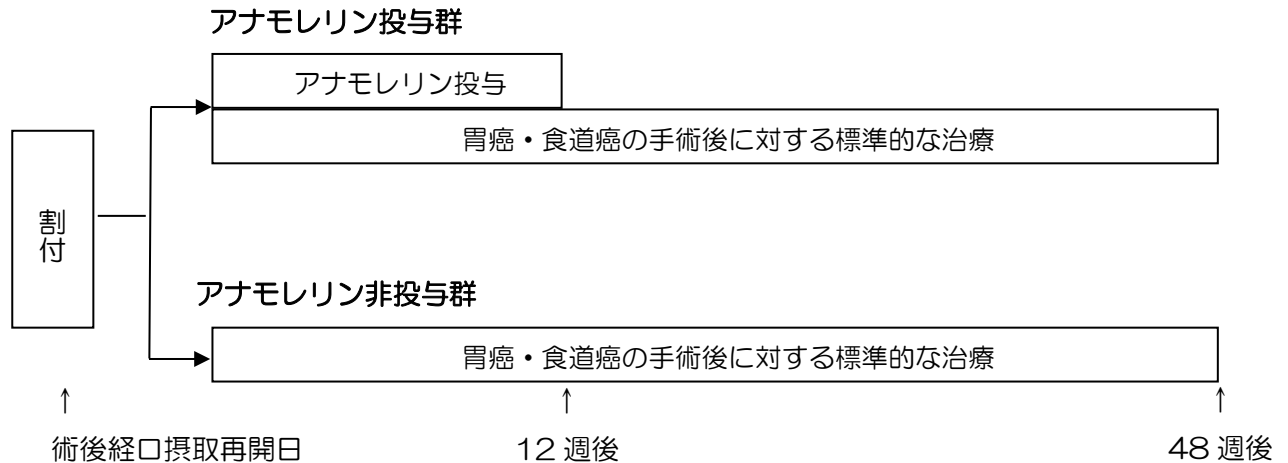 アナモレリン投与群
アナモレリン投与
胃癌・食道癌の手術後に対する標準的な治療
割付
アナモレリン非投与群
胃癌・食道癌の手術後に対する標準的な治療
↑ ↑ ↑
術後経口摂取再開日 12 週後 48 週後